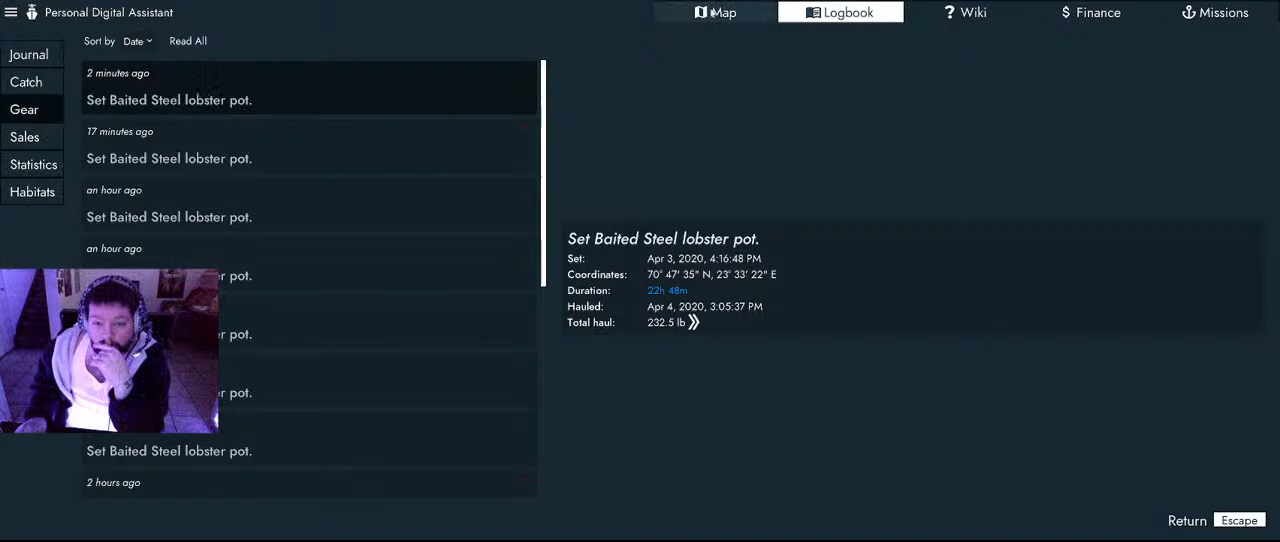 Personal Digital Assistant
Map
Logbook
? Wiki
$ Finance
Missions
Sort by Date Read All
Journal
Catch
Gear
Sales
Statistics
Habitats
2 minutes ago
Set Baited Steel lobster pot.
17 minutes ago
Set Baited Steel lobster pot.
an hour ago
Set Baited Steel lobster pot.
an hour ago
r pot.
r pot.
r pot.
Set Baited Steel lobster pot.
2 hours ago
Set Baited Steel lobster pot.
Set: Apr 3, 2020, 4:16:48 PM
Coordinates: 70° 47' 35" N, 23° 33' 22" E
Duration: 22h 48m
Hauled: Apr 4, 2020, 3:05:37 PM
Total haul: 232.5 lb
Return Escape